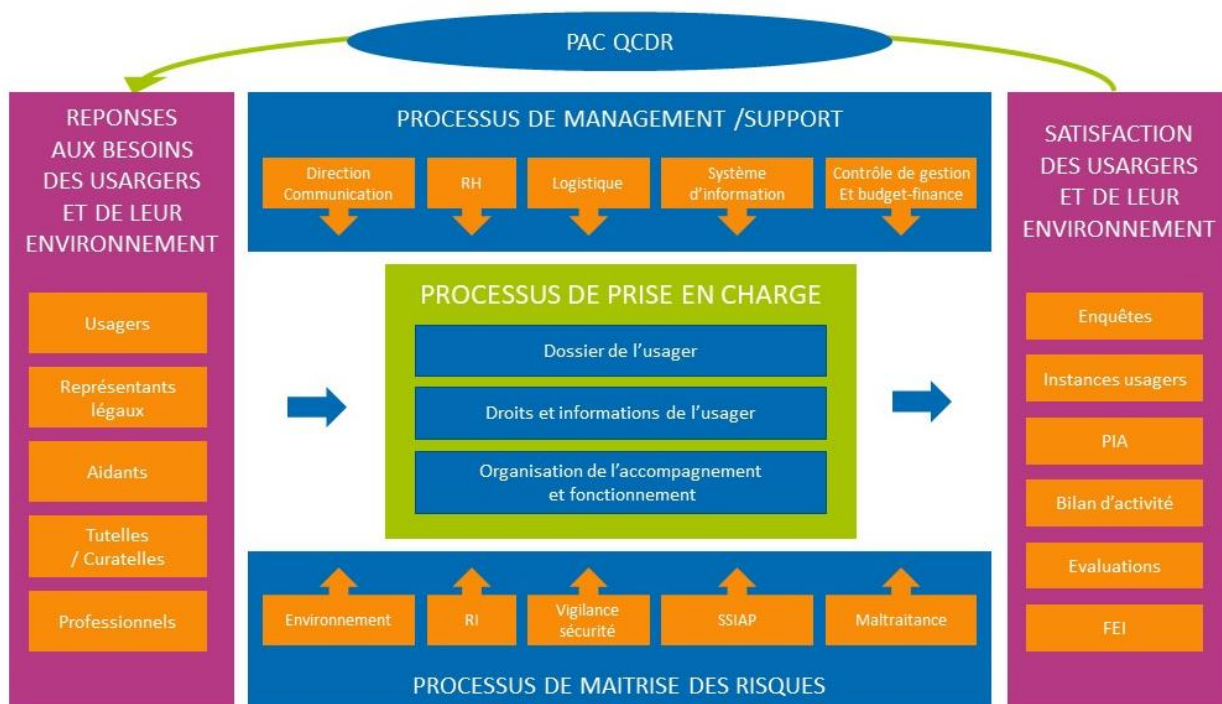 PAC QCDR
REPONSES
AUX BESOINS
DES USARGERS
ET DE LEUR
ENVIRONNEMENT
Usagers
Représentants
légaux
Aidants
Tutelles
/ Curatelles
Professionnels
PROCESSUS DE MANAGEMENT /SUPPORT
Direction
Communication
RH
Logistique
Système
d’information
Contrôle de gestion
Et budget-finance
PROCESSUS DE PRISE EN CHARGE
Dossier de l’usager
Droits et informations de l’usager
Organisation de l’accompagnement
et fonctionnement
Environnement
RI
Vigilance
sécurité
SSIAP
Maltraitance
PROCESSUS DE MAITRISE DES RISQUES
SATISFACTION
DES USARGERS
ET DE LEUR
ENVIRONNEMENT
Enquêtes
Instances usagers
PIA
Bilan d’activité
Evaluations
FEI